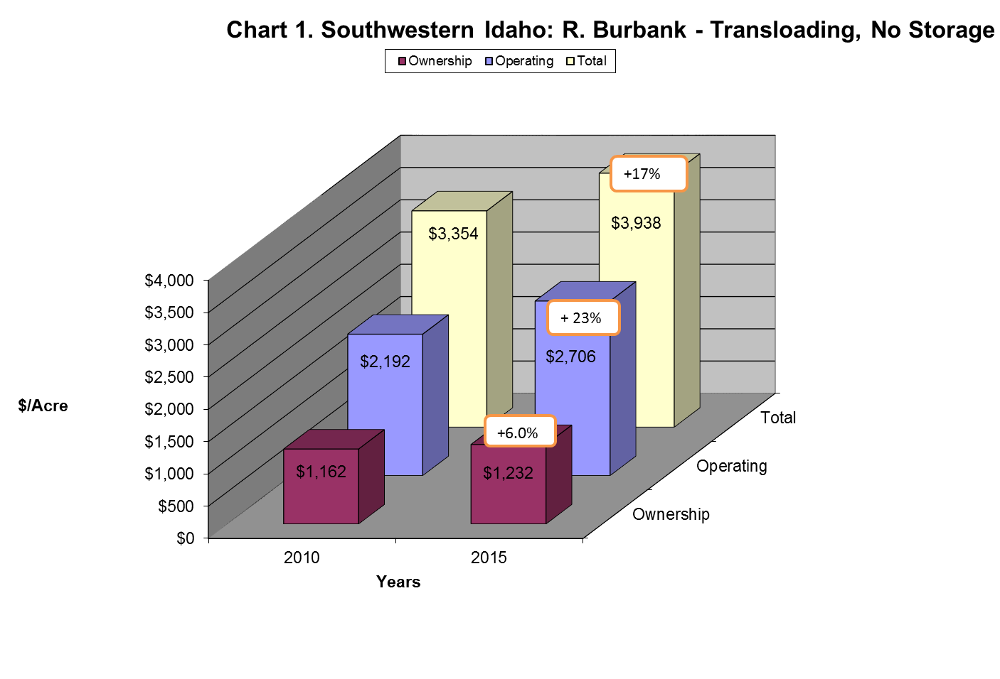 Chart 1. Southwestern Idaho: R. Burbank - Transloading, No Storage
Ownership Operating Total
+17%
$3,938
$3,354
$4,000
$3,500
$3,000
$2,500
$2,000
$1,500
$1,000
$500
$0
+ 23%
$2,706
$2,192
$/Acre
+6.0%
$1,162
$1,232
Total
Operating
Ownership
2010
2015
Years